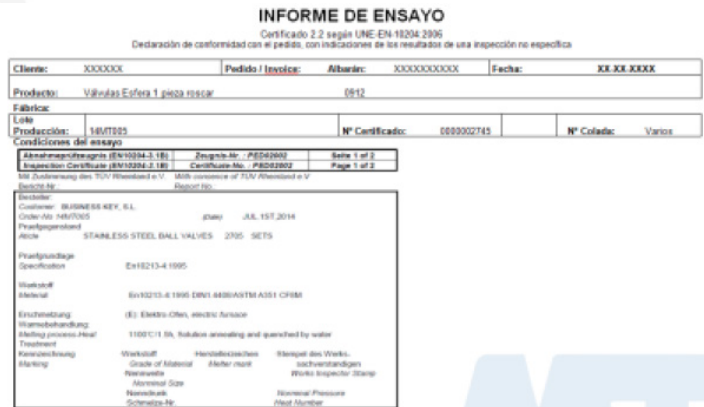 INFORME DE ENSAYO
Certificado 2.2 según UNE-EN-10204:2006
Declaración de conformidad con el pedido, con indicaciones de los resultados de una inspección no específica
Cliente: XXXXXX Pedido / Invoice: Albarán: XXXXXXXXXX Fecha: XX-XX-XXXX
Producto: Válvulas Esfera 1 pieza roscar 0912
Fábrica:
Lote
Producción: 14MT005 Nº Certificado: 0000002745 Nº Colada: Varios
Condiciones del ensayo
Abnahmeprüfzeugnis (EN10204-3.1B) Zeugnis-Nr. : PED02802 Seite 1 of 2
Inspection Certificate (EN10204-3.1B) Certificate-No. : PED02802 Page 1 of 2
Mit Zustimmung des TÜV Rheinland e.V. With consence of TÜV Rheinland e.V
Bericht-Nr.: Report No.:
Besteller:
Customer: BUSINESS KEY, S.L.
Order-No 14MT005 (Date) JUL.1ST.2014
Pruefgegenstand
Aticle STAINLESS STEEL BALL VALVES 2705 SETS
Pruefgrundlage
Specification En10213-4:1995
Werkstoff
Material En10213-4:1995 DIN1.4408/ASTM A351 CF8M
Erschmelzung: (E): Elektro-Ofen, electric furnace
Warmebehandlung:
Melting process-Heat 1100°C/1.5h, Solution annealing and quenched by water
Treatment
Kennzeichnung Werkstoff Herstellerzeichen Stempel des Werks-
Marking Grade of Material Melter mark sachverstandigen
Nennweite Works Inspector Stamp
Norminal Size
Nenndruck Norminal Pressure
Schmelze-Nr. Heat Number